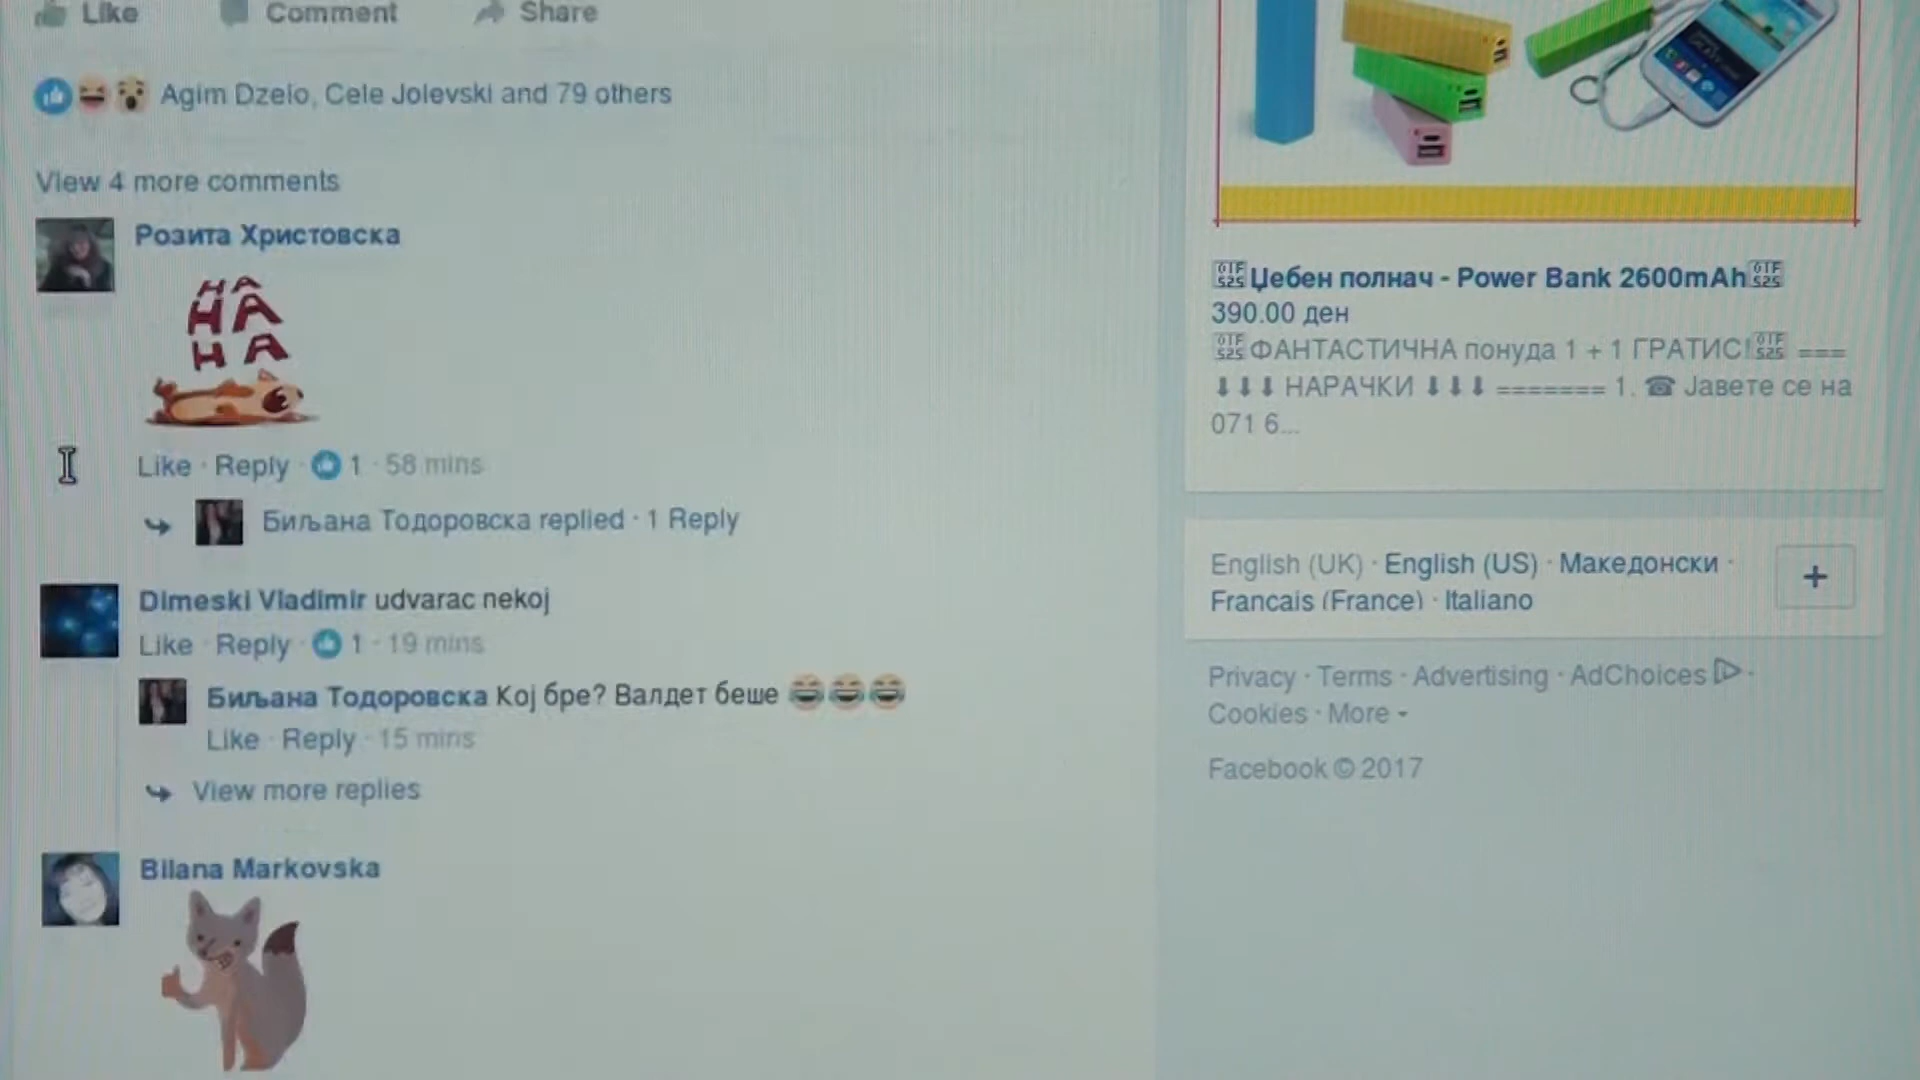 Like Comment Share
Agim Dzelo, Cele Jolevski and 79 others
View 4 more comments
Розита Христовска
HA
HA
HA
Like · Reply · 1 · 58 mins
Биљана Тодоровска replied · 1 Reply
Dimeski Vladimir udvarac nekoj
Like · Reply · 1 · 19 mins
Биљана Тодоровска Кој бре? Валдет беше 😂😂😂
Like · Reply · 15 mins
View more replies
Bilana Markovska
Џебен полнач - Power Bank 2600mAh
390.00 ден
ФАНТАСТИЧНА понуда 1 + 1 ГРАТИС! ===
⬇⬇⬇ НАРАЧКИ ⬇⬇⬇ ======= 1. ☎ Јавете се на
071 6...
English (UK) · English (US) · Македонски ·
Français (France) · Italiano
+
Privacy · Terms · Advertising · AdChoices ·
Cookies · More
Facebook © 2017